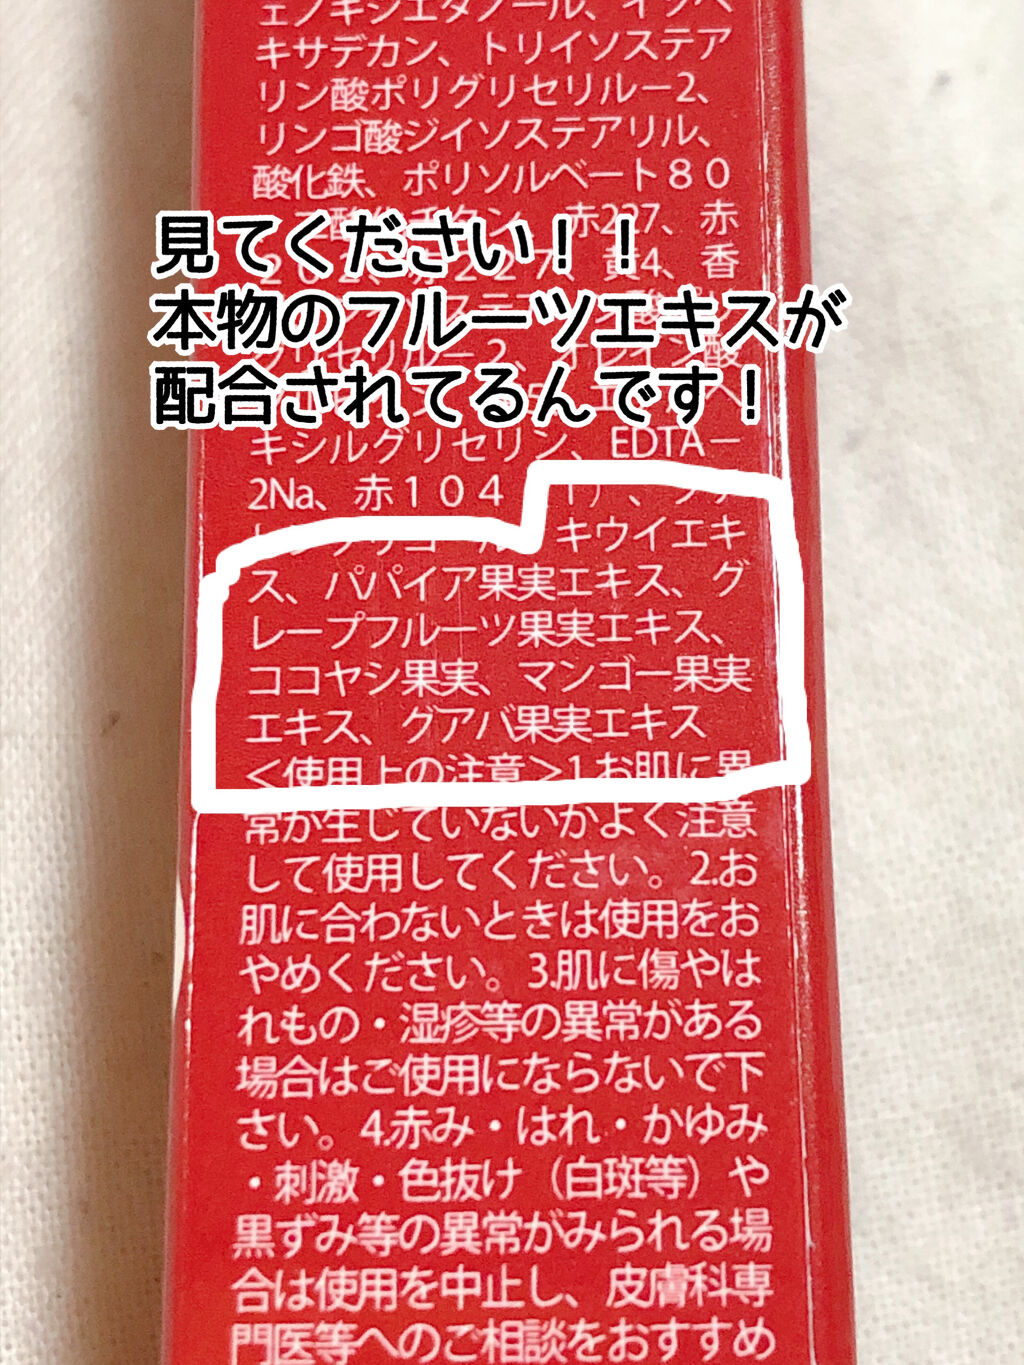 ェノキシエタノール、イソヘ
キサデカン、トリイソステア
リン酸ポリグリセリル－2、
リンゴ酸ジイソステアリル、
酸化鉄、ポリソルベート８０
赤227、赤
黄4、香
見てください！！
本物のフルーツエキスが
配合されてるんです！
グリセリル－2、
キシルグリセリン、EDTA－
2Na、赤１０４
キウイエキ
ス、パパイア果実エキス、グ
レープフルーツ果実エキス、
ココヤシ果実、マンゴー果実
エキス、グアバ果実エキス
＜使用上の注意＞1.お肌に異
常が生じていないかよく注意
して使用してください。2.お
肌に合わないときは使用をお
やめください。3.肌に傷やは
れもの・湿疹等の異常がある
場合はご使用にならないで下
さい。4.赤み・はれ・かゆみ
・刺激・色抜け（白斑等）や
黒ずみ等の異常がみられる場
合は使用を中止し、皮膚科専
門医等へのご相談をおすすめ